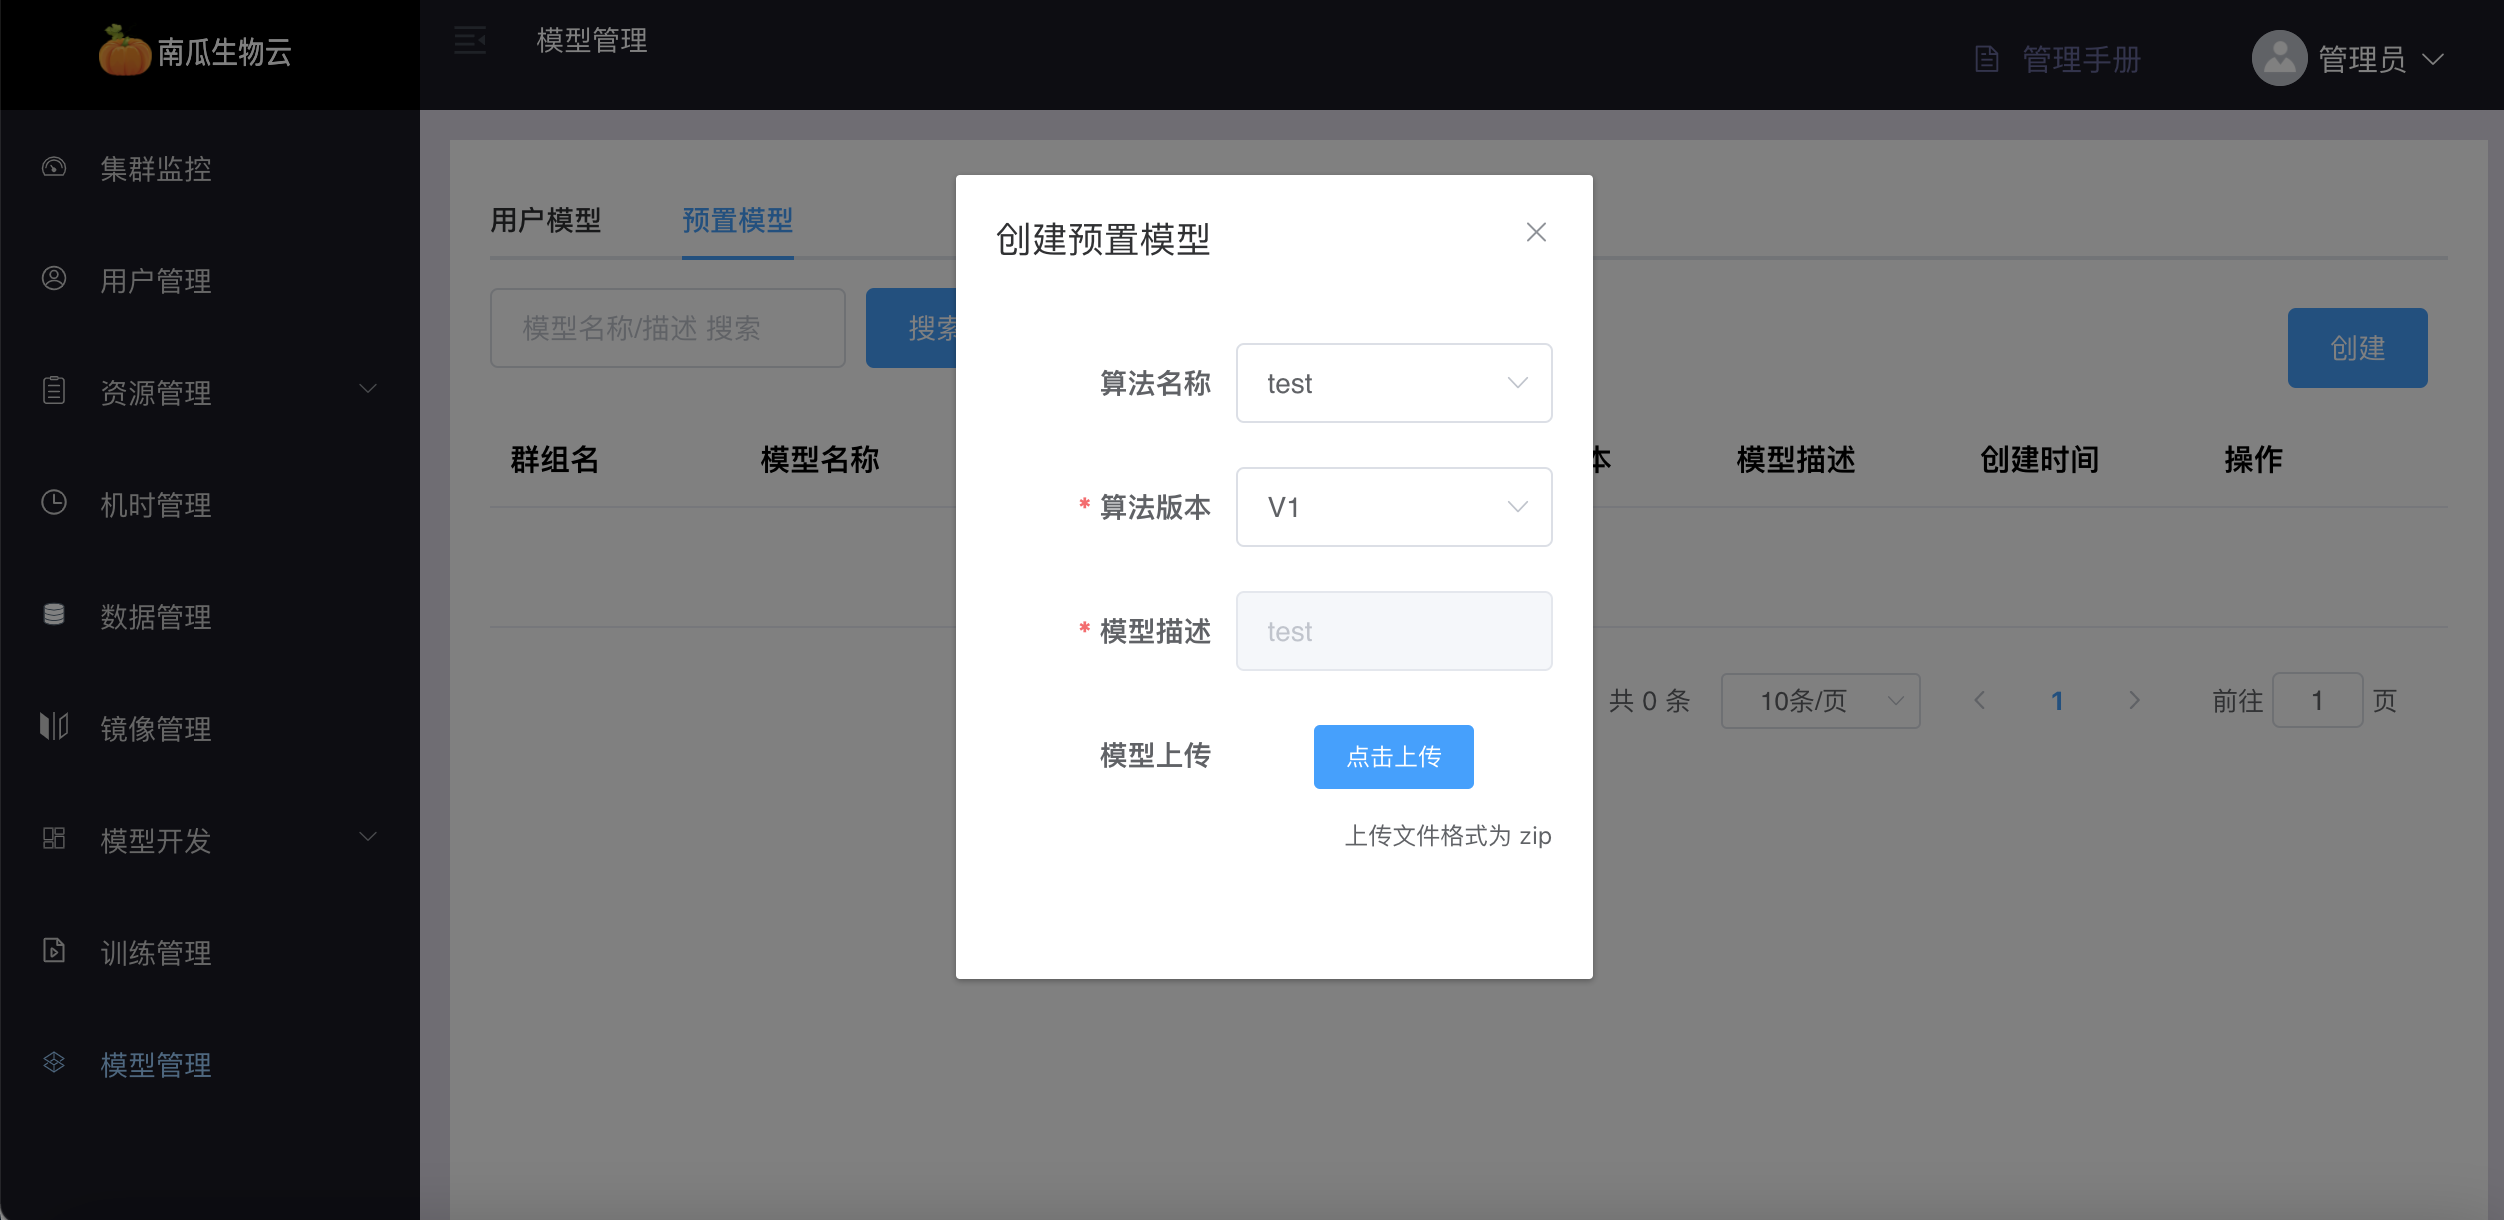 南瓜生物云
模型管理
管理手册
管理员
集群监控
用户管理
资源管理
机时管理
数据管理
镜像管理
模型开发
训练管理
模型管理
用户模型
预置模型
模型名称/描述 搜索
搜索
创建
群组名
模型名称
本
模型描述
创建时间
操作
共 0 条
10条/页
1
前往
1
页
创建预置模型
算法名称
test
* 算法版本
V1
* 模型描述
test
模型上传
点击上传
上传文件格式为 zip